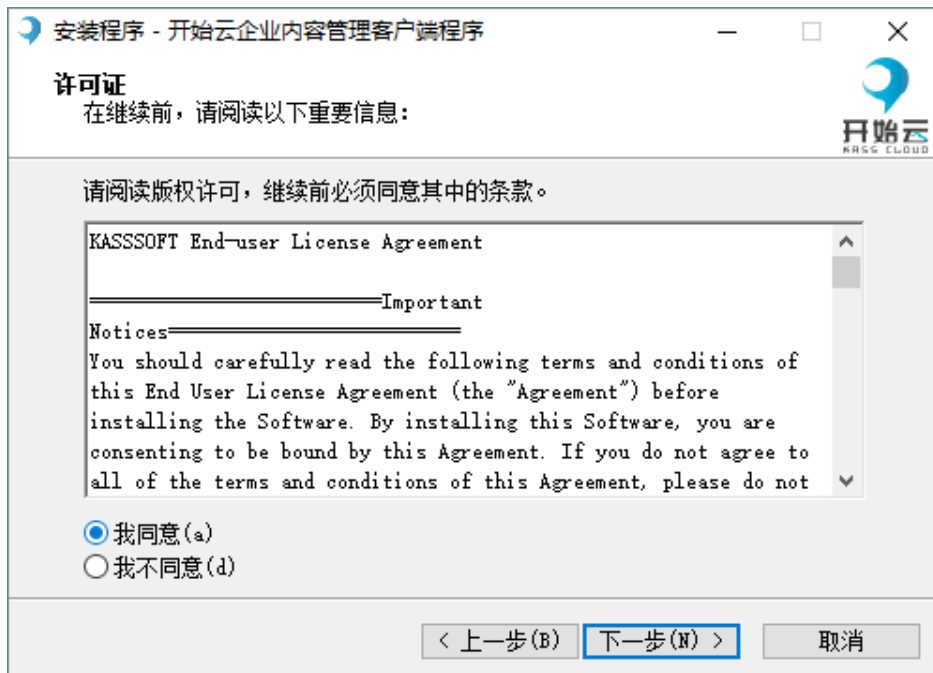 安装程序 - 开始云企业内容管理客户端程序
许可证
在继续前，请阅读以下重要信息：
开始云
KASS CLOUD
请阅读版权许可，继续前必须同意其中的条款。
KASSSOFT End-user License Agreement
═══════════════════════Important
Notices═══════════════════════
You should carefully read the following terms and conditions of
this End User License Agreement (the "Agreement") before
installing the Software. By installing this Software, you are
consenting to be bound by this Agreement. If you do not agree to
all of the terms and conditions of this Agreement, please do not
我同意(a)
我不同意(d)
< 上一步(B)
下一步(N) >
取消